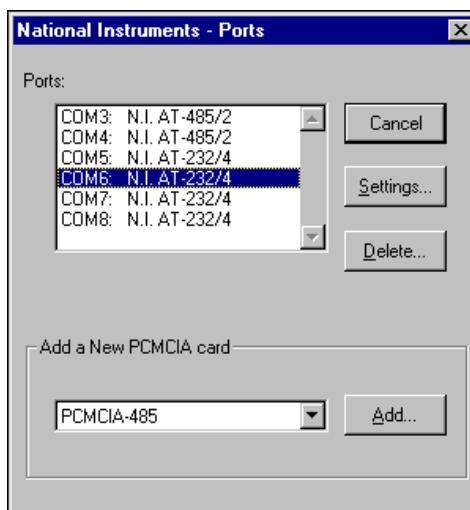 National Instruments - Ports
Ports:
COM3: N.I. AT-485/2
COM4: N.I. AT-485/2
COM5: N.I. AT-232/4
COM6: N.I. AT-232/4
COM7: N.I. AT-232/4
COM8: N.I. AT-232/4
Cancel
Settings...
Delete...
Add a New PCMCIA card
PCMCIA-485
Add...